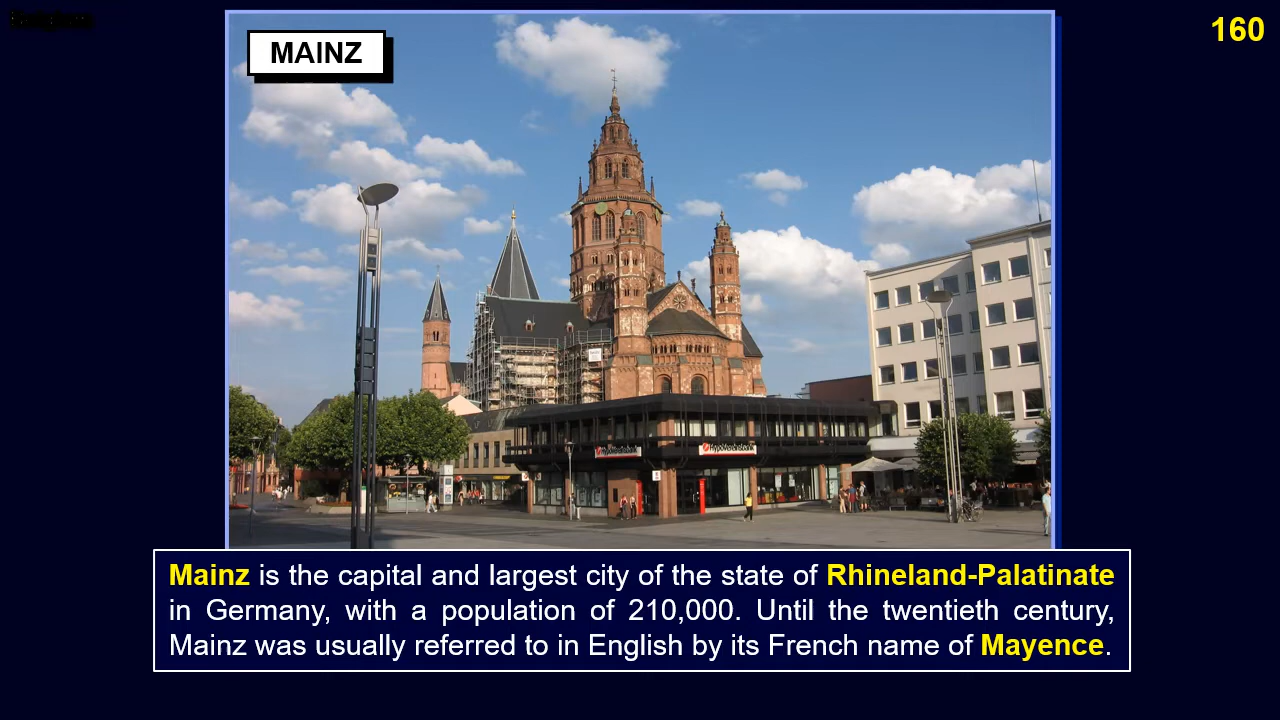 160
MAINZ
HypoVereinsbank
HypoVereinsbank
Mainz is the capital and largest city of the state of Rhineland-Palatinate
in Germany, with a population of 210,000. Until the twentieth century,
Mainz was usually referred to in English by its French name of Mayence.